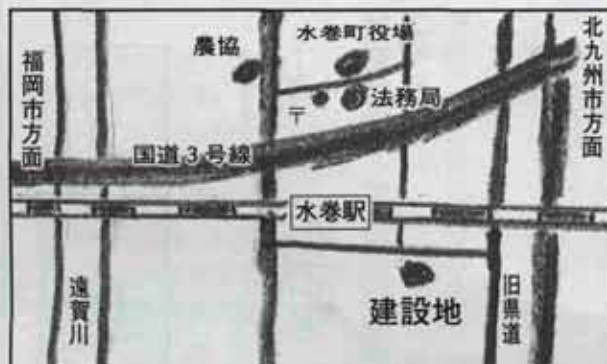 福岡市方面
農協
水巻町役場
北九州市方面
〒
法務局
国道3号線
水巻駅
遠賀川
建設地
旧県道